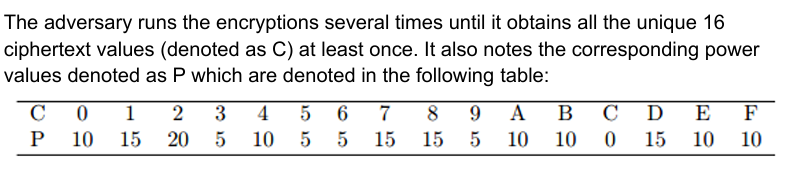 The adversary runs the encryptions several times until it obtains all the unique 16
ciphertext values (denoted as C) at least once. It also notes the corresponding power
values denoted as P which are denoted in the following table:
C 0 1 2 3 4 5 6 7 8 9 A B C D E F
P 10 15 20 5 10 5 5 15 15 5 10 10 0 15 10 10